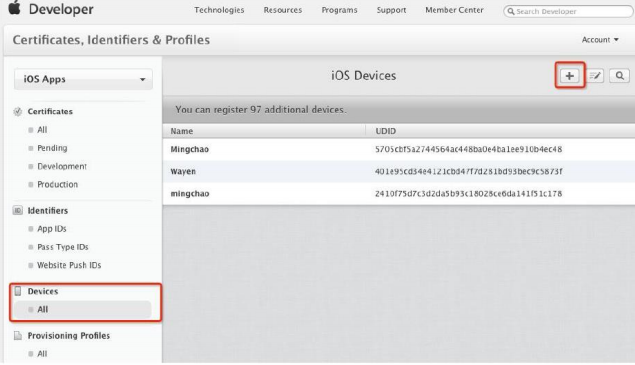 Developer
Technologies Resources Programs Support Member Center Search Developer
Certificates, Identifiers & Profiles
Account
iOS Apps
iOS Devices
Certificates
All
Pending
Development
Production
Identifiers
App IDs
Pass Type IDs
Website Push IDs
Devices
All
Provisioning Profiles
All
You can register 97 additional devices.
Name UDID
Mingchao 5705cbf5a2744564ac448ba0e4ba1ee910b4ec48
Wayen 401e95cd34e4121cbd47f7d281bd93bec9c5873f
mingchao 2410f75d7c3d2da5b93c18028ce6da141f51c178